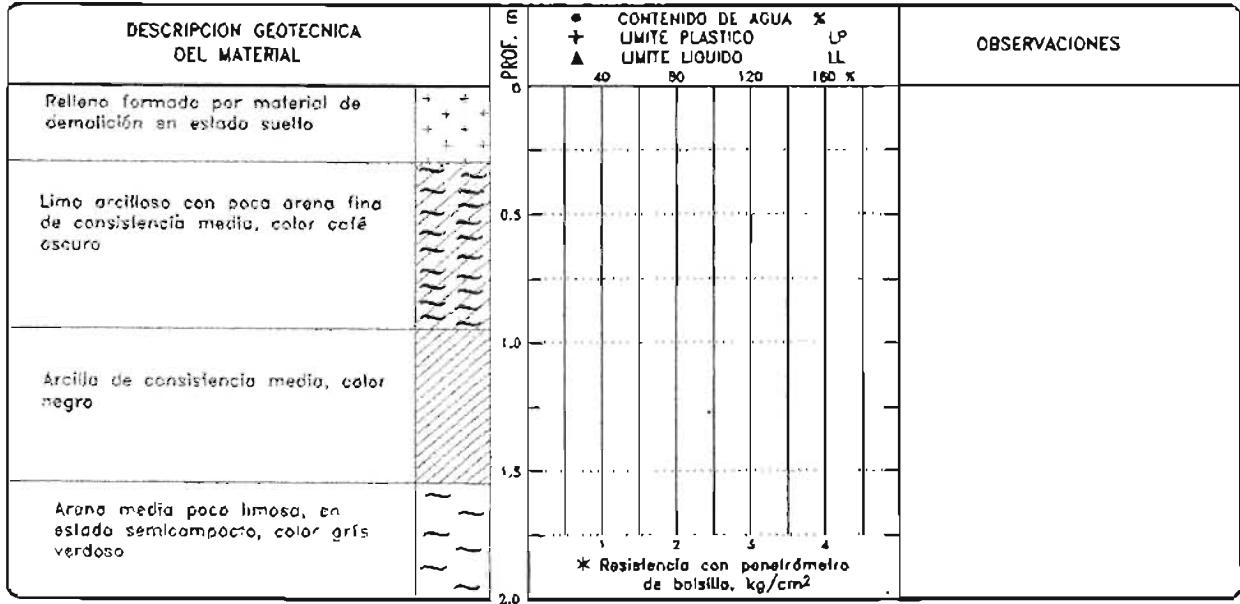 DESCRIPCION GEOTECNICA
DEL MATERIAL
PROF. m
● CONTENIDO DE AGUA %
+ LIMITE PLASTICO LP
▲ LIMITE LIQUIDO LL
40 80 120 160 %
OBSERVACIONES
Relleno formado por material de
demolición en estado suelto
Limo arcilloso con poca arena fina
de consistencia media, color café
oscuro
Arcilla de consistencia media, color
negro
Arena media poco limosa, en
estado semicompacto, color gris
verdoso
0
0.5
1.0
1.5
2.0
1 2 3 4
* Resistencia con penetrómetro
de bolsillo, kg/cm2